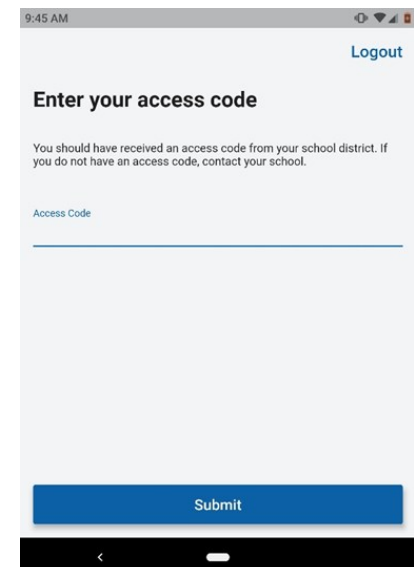 9:45 AM
Logout
Enter your access code
You should have received an access code from your school district. If
you do not have an access code, contact your school.
Access Code
Submit